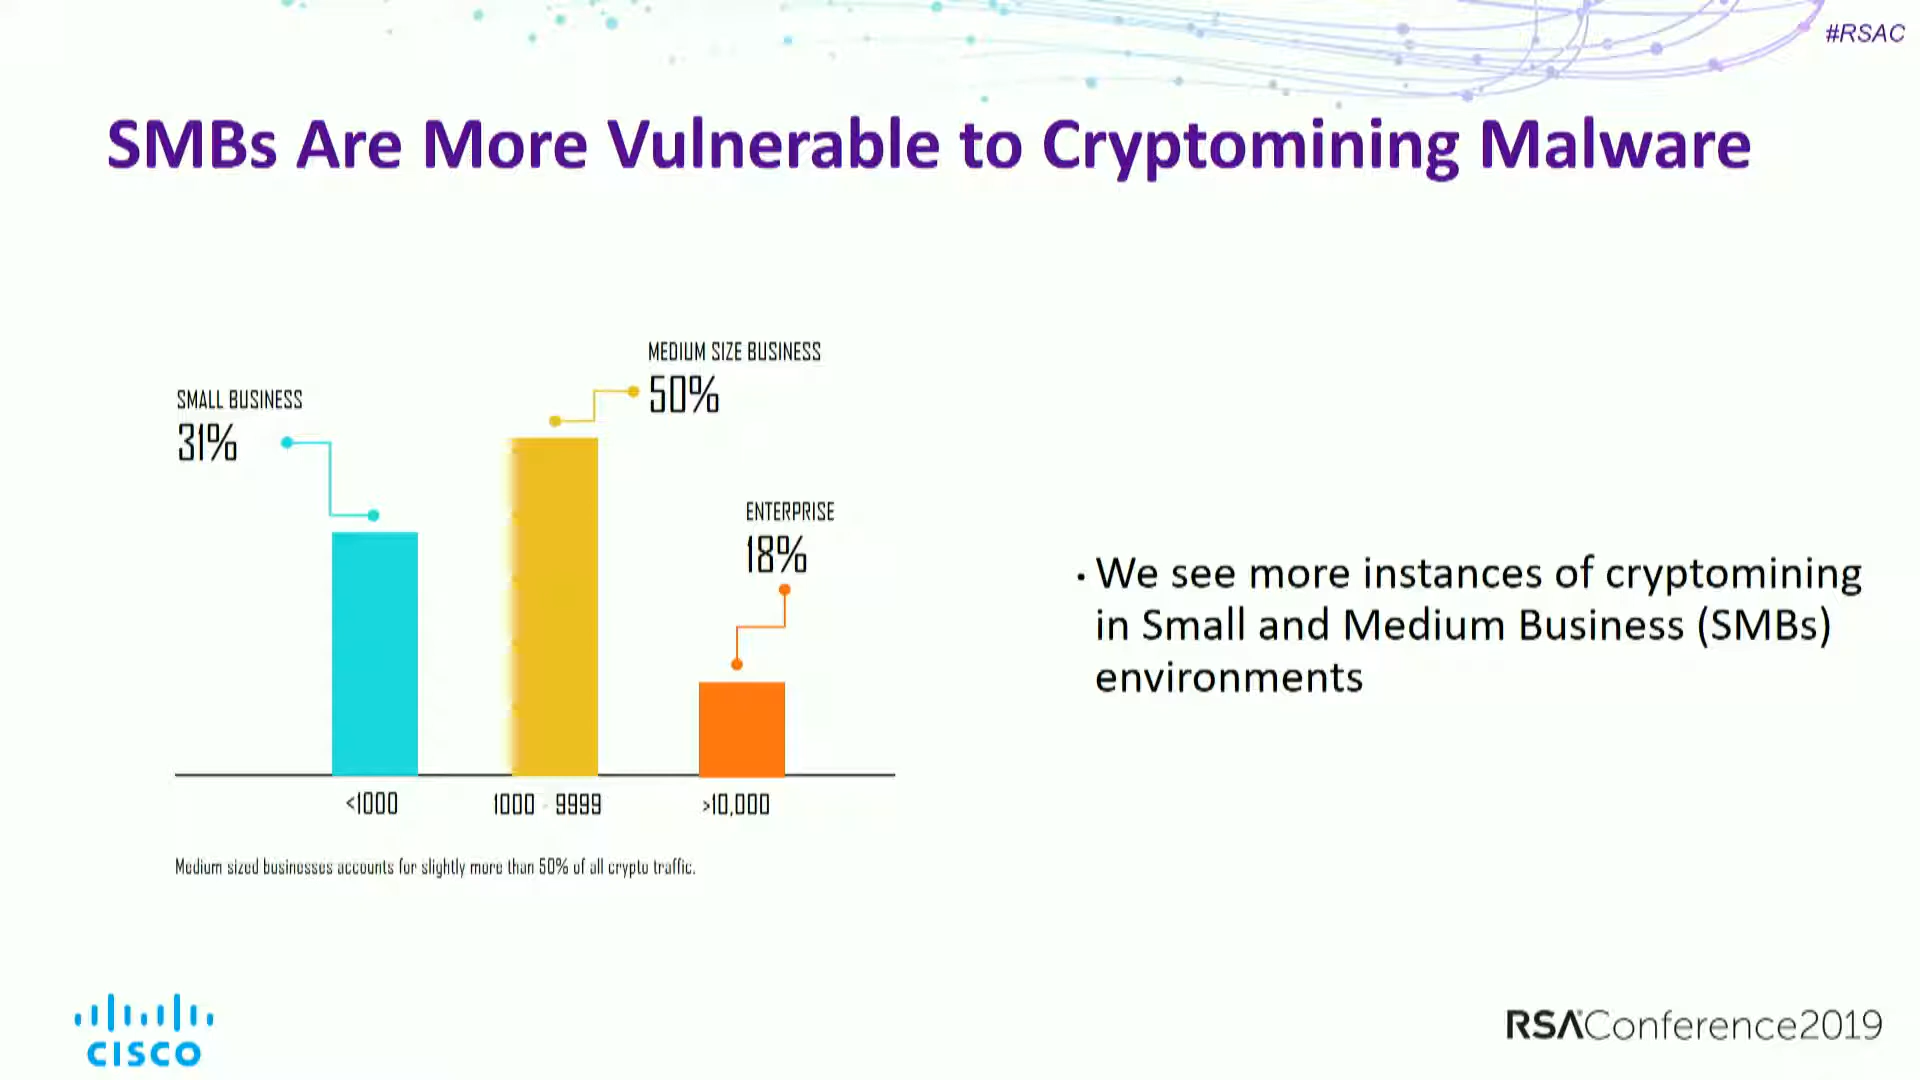 #RSAC
SMBs Are More Vulnerable to Cryptomining Malware
MEDIUM SIZE BUSINESS
50%
SMALL BUSINESS
31%
ENTERPRISE
18%
· We see more instances of cryptomining
in Small and Medium Business (SMBs)
environments
<1000
1000 - 9999
>10,000
Medium sized businesses accounts for slightly more than 50% of all crypto traffic.
CISCO
RSAConference2019